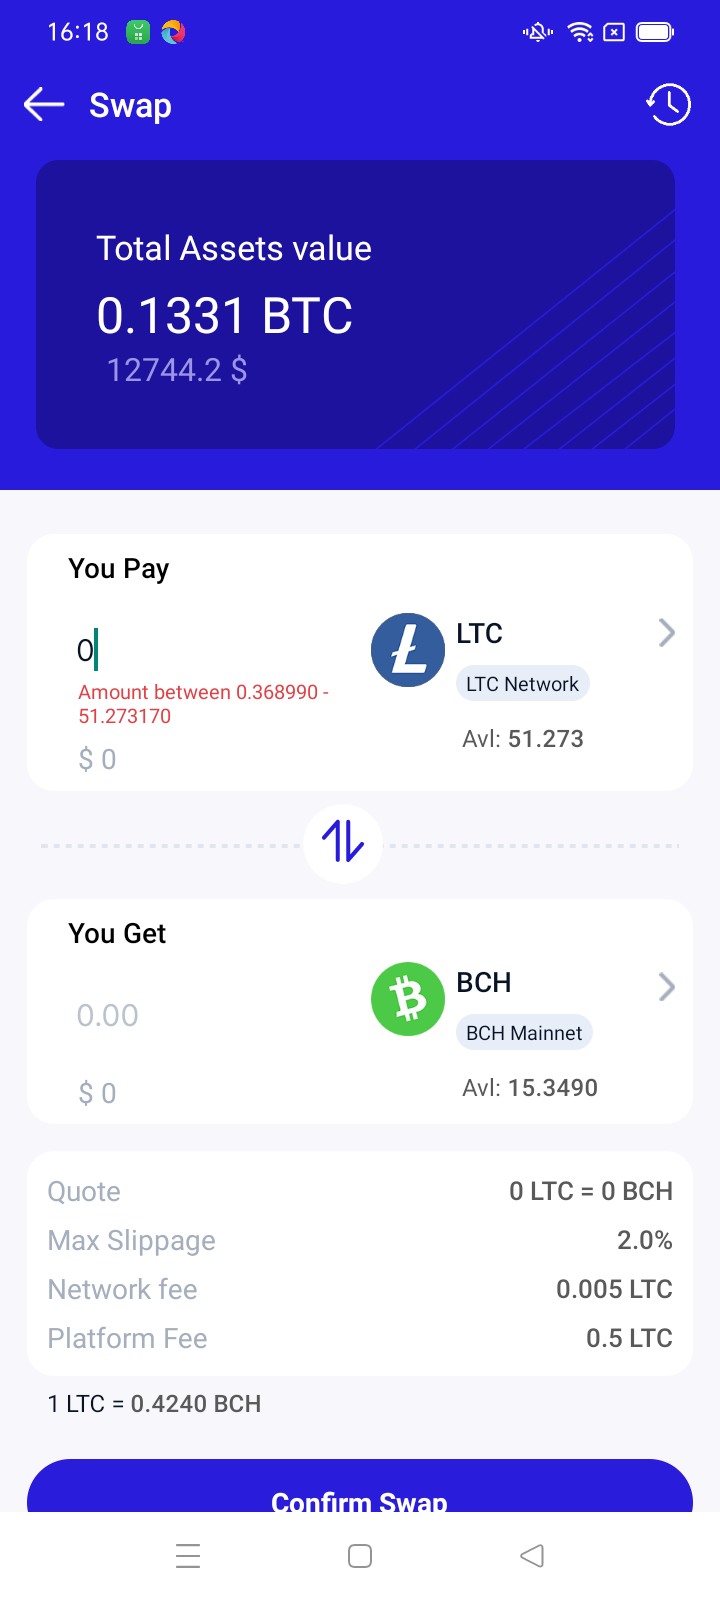 16:18
Swap
Total Assets value
0.1331 BTC
12744.2 $
You Pay
0
Amount between 0.368990 -
51.273170
$ 0
LTC
LTC Network
Avl: 51.273
You Get
0.00
$ 0
BCH
BCH Mainnet
Avl: 15.3490
Quote 0 LTC = 0 BCH
Max Slippage 2.0%
Network fee 0.005 LTC
Platform Fee 0.5 LTC
1 LTC = 0.4240 BCH
Confirm Swap